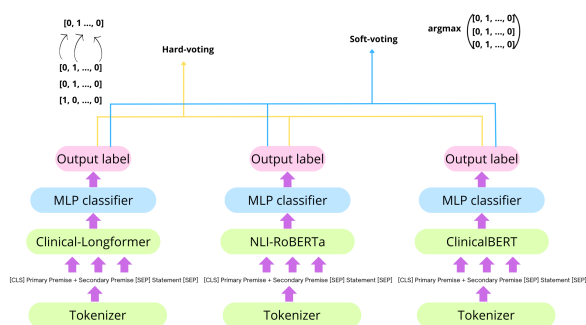 [0, 1 ..., 0]
Hard-voting
Soft-voting
argmax
[0, 1, ..., 0]
[0, 1, ..., 0]
[0, 1, ..., 0]
[0, 1, ..., 0]
[0, 1, ..., 0]
[1, 0, ..., 0]
Output label
Output label
Output label
MLP classifier
MLP classifier
MLP classifier
Clinical-Longformer
NLI-RoBERTa
ClinicalBERT
[CLS] Primary Premise + Secondary Premise [SEP] Statement [SEP]
[CLS] Primary Premise + Secondary Premise [SEP] Statement [SEP]
[CLS] Primary Premise + Secondary Premise [SEP] Statement [SEP]
Tokenizer
Tokenizer
Tokenizer